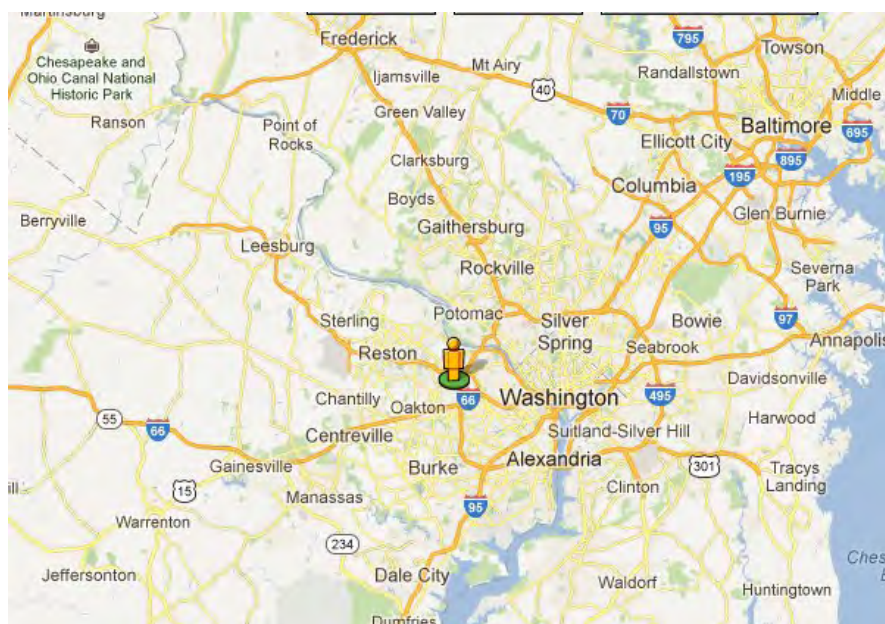 Martinsburg
Frederick
795
Towson
Chesapeake and
Ohio Canal National
Historic Park
Ijamsville
Mt Airy
Randallstown
40
Middle
Ranson
Green Valley
70
Point of
Rocks
Ellicott City
Baltimore
695
Clarksburg
895
195
Columbia
Boyds
Berryville
Gaithersburg
95
Glen Burnie
Leesburg
Rockville
Severna
Park
Potomac
Sterling
Silver
Spring
Bowie
97
Annapolis
Reston
Seabrook
Davidsonville
Chantilly
66
Washington
495
Oakton
55
66
Centreville
Suitland-Silver Hill
Harwood
Gainesville
Burke
Alexandria
301
Tracys
Landing
15
Clinton
Manassas
95
Warrenton
234
Jeffersonton
Dale City
Waldorf
Huntingtown
Dumfries